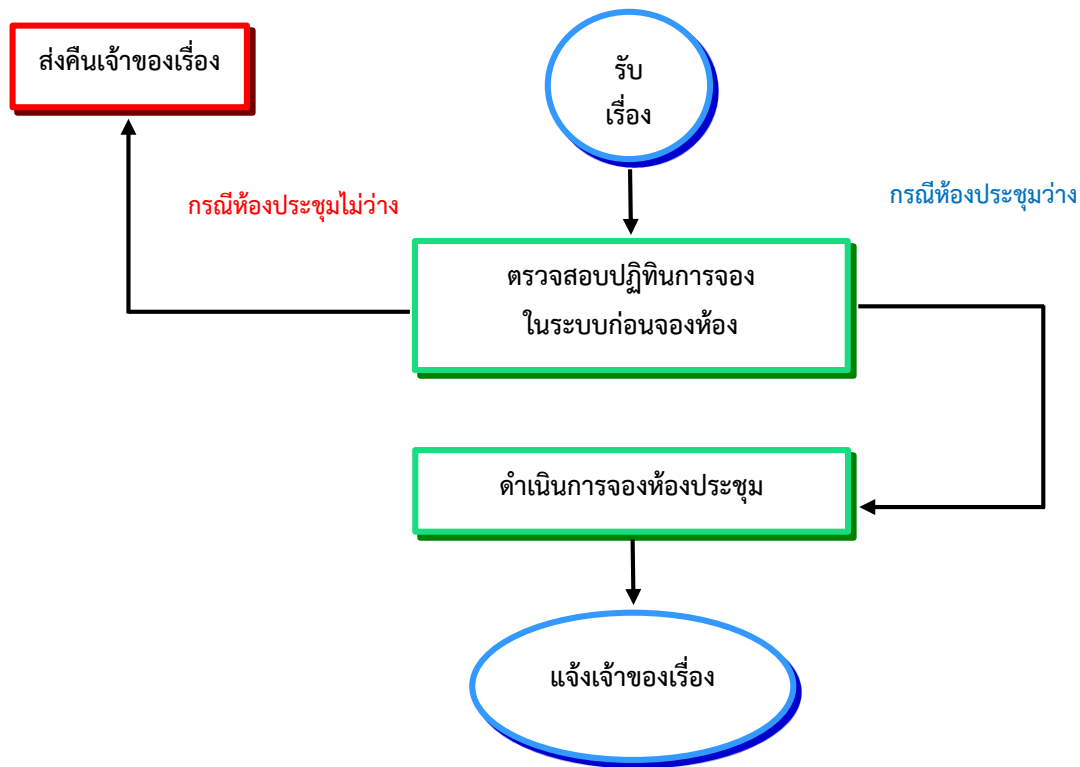 ส่งคืนเจ้าของเรื่อง
รับ
เรื่อง
กรณีห้องประชุมไม่ว่าง
กรณีห้องประชุมว่าง
ตรวจสอบปฏิทินการจอง
ในระบบก่อนจองห้อง
ดำเนินการจองห้องประชุม
แจ้งเจ้าของเรื่อง